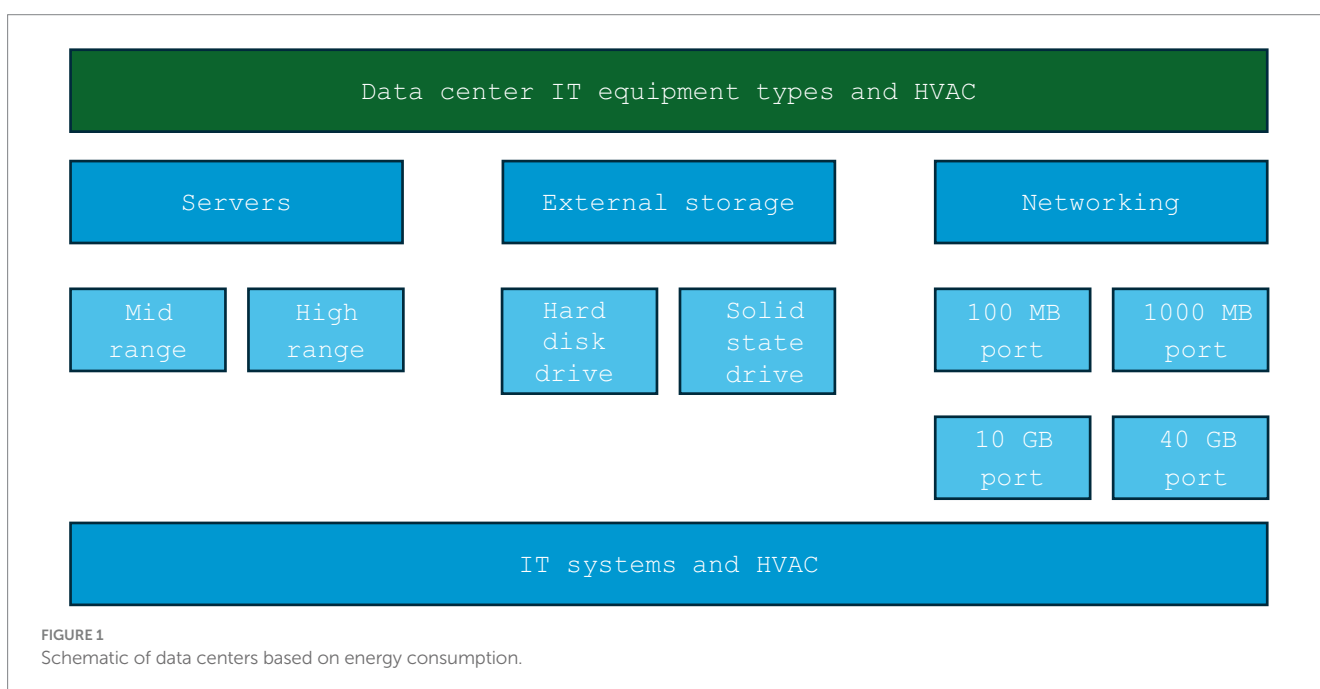 Data center IT equipment types and HVAC
Servers
External storage
Networking
Mid
range
High
range
Hard
disk
drive
Solid
state
drive
100 MB
port
1000 MB
port
10 GB
port
40 GB
port
IT systems and HVAC
FIGURE 1
Schematic of data centers based on energy consumption.